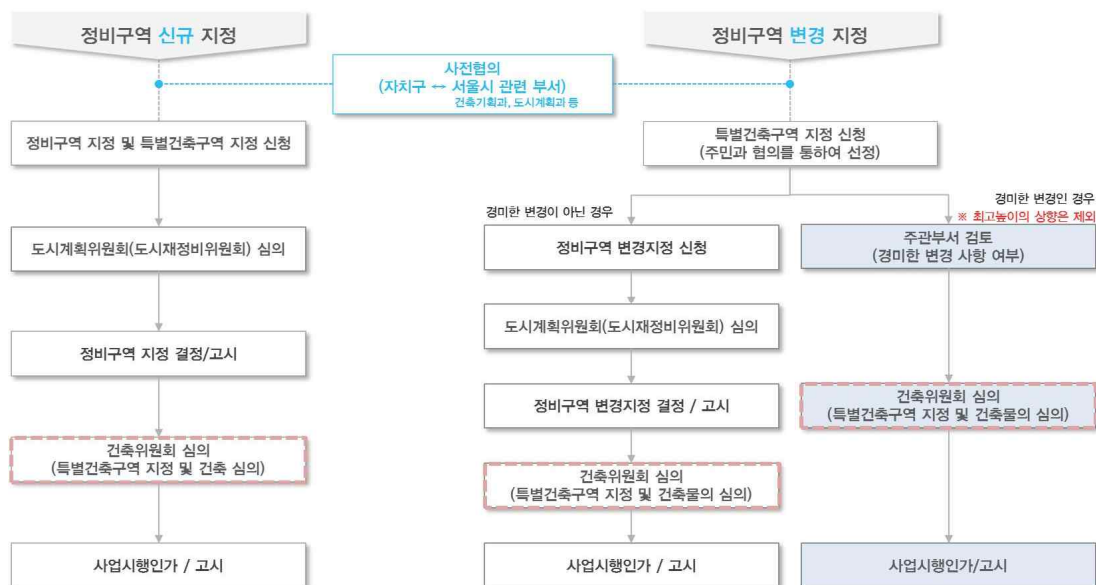 정비구역 신규 지정
정비구역 변경 지정
사전협의
(자치구 ↔ 서울시 관련 부서)
건축기획과, 도시계획과 등
정비구역 지정 및 특별건축구역 지정 신청
도시계획위원회(도시재정비위원회) 심의
정비구역 지정 결정/고시
건축위원회 심의
(특별건축구역 지정 및 건축 심의)
사업시행인가 / 고시
특별건축구역 지정 신청
(주민과 협의를 통하여 선정)
경미한 변경이 아닌 경우
정비구역 변경지정 신청
도시계획위원회(도시재정비위원회) 심의
정비구역 변경지정 결정 / 고시
건축위원회 심의
(특별건축구역 지정 및 건축물의 심의)
사업시행인가 / 고시
경미한 변경인 경우
※ 최고높이의 상향은 제외
주관부서 검토
(경미한 변경 사항 여부)
건축위원회 심의
(특별건축구역 지정 및 건축물의 심의)
사업시행인가/고시